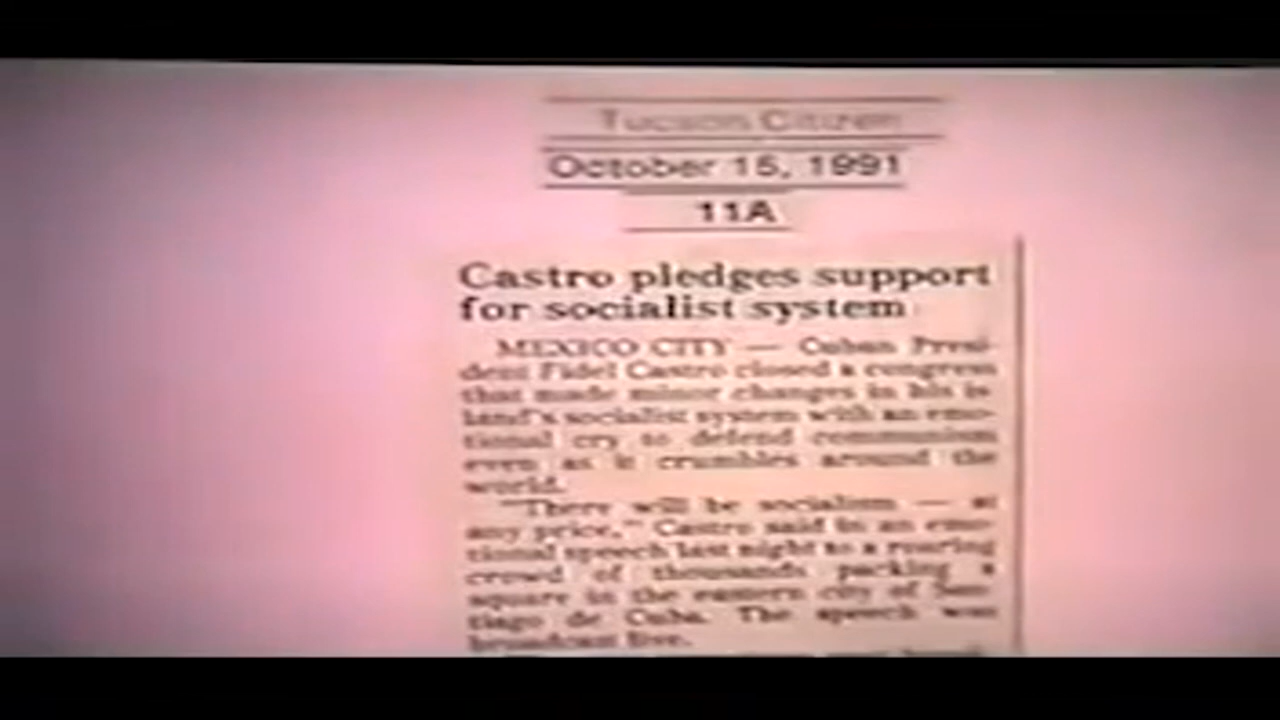 Tucson Citizen
October 15, 1991
11A
Castro pledges support
for socialist system
MEXICO CITY — Cuban Presi-
dent Fidel Castro closed a congress
that made minor changes in his is-
land's socialist system with an emo-
tional cry to defend communism
even as it crumbles around the
world.
"There will be socialism — at
any price," Castro said in an emo-
tional speech last night to a roaring
crowd of thousands packing a
square in the eastern city of San-
tiago de Cuba. The speech was
broadcast live.